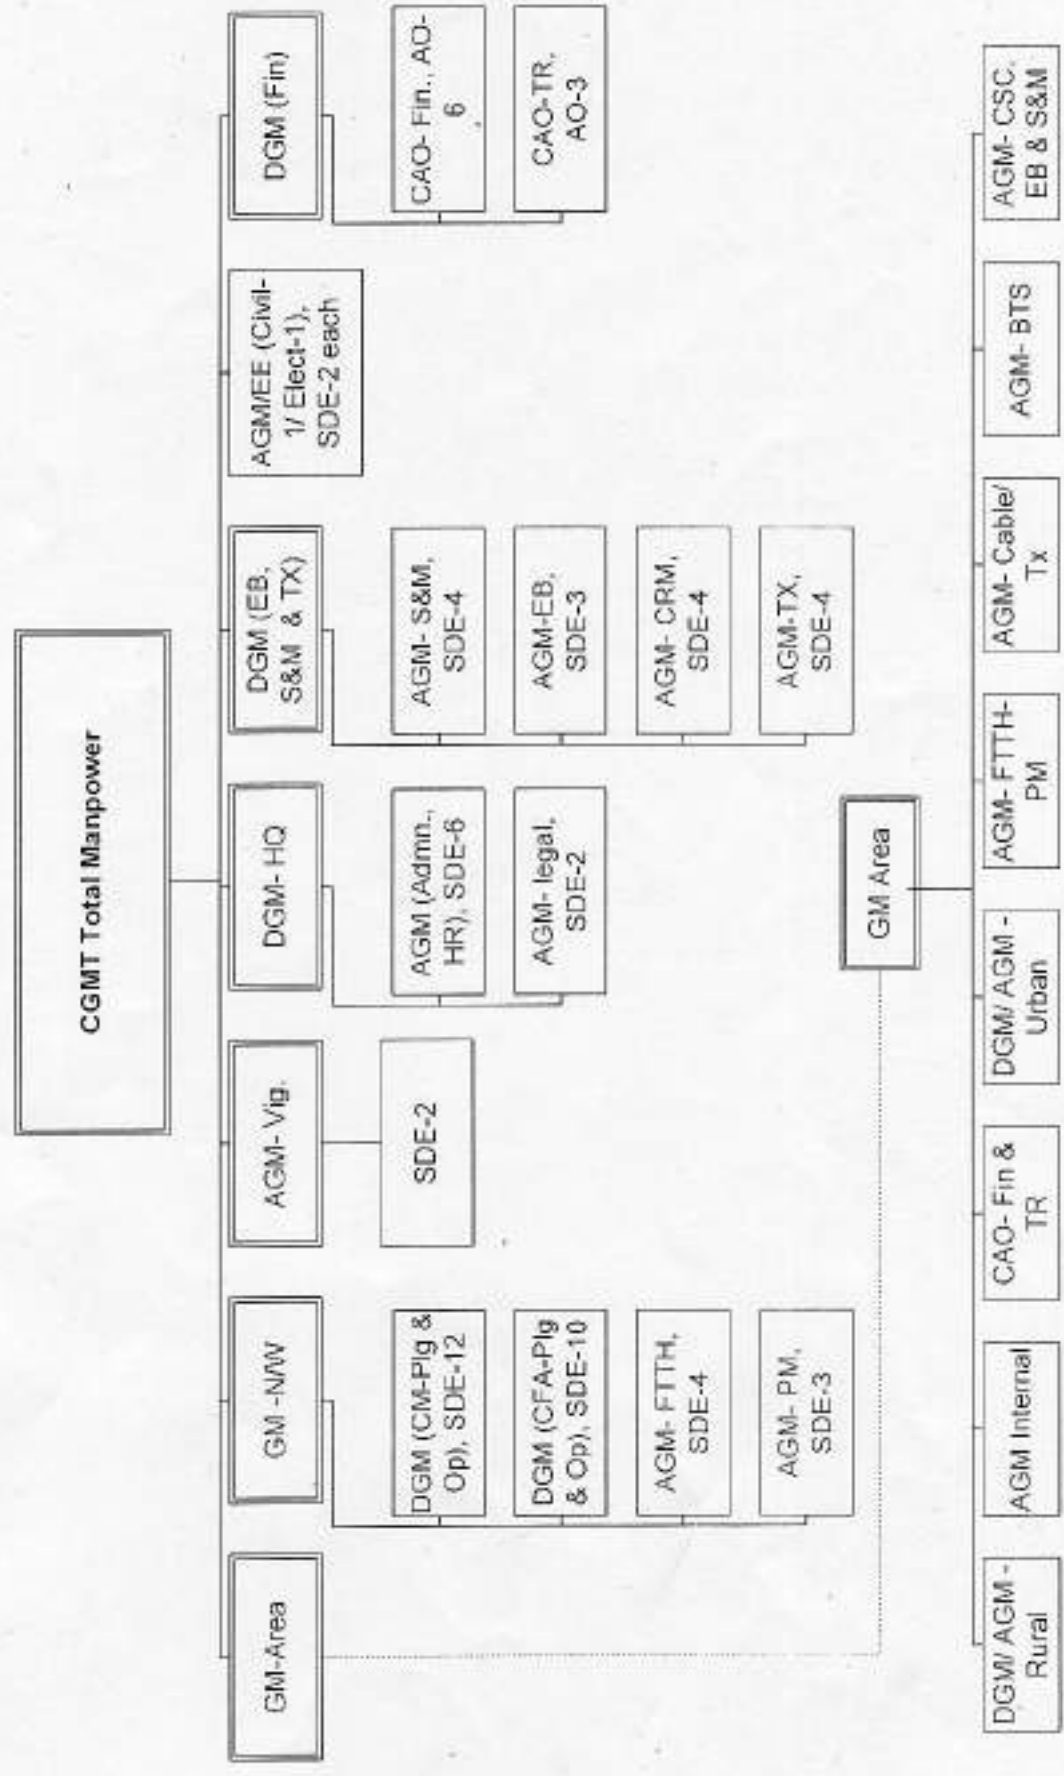 CGMT Total Manpower
GM-Area
GM -N/W
AGM- Vig.
DGM- HQ
DGM (EB,
S&M & TX)
AGM/EE (Civil-
1/ Elect-1),
SDE-2 each
DGM (Fin)
DGM (CM-Plg &
Op), SDE-12
DGM (CFA-Plg
& Op), SDE-10
AGM- FTTH,
SDE-4
AGM- PM,
SDE-3
SDE-2
AGM (Admn.,
HR), SDE-6
AGM- legal,
SDE-2
AGM- S&M,
SDE-4
AGM-EB,
SDE-3
AGM- CRM,
SDE-4
AGM-TX,
SDE-4
CAO- Fin., AO-
6
CAO-TR,
AO-3
GM Area
DGM/ AGM -
Rural
AGM Internal
CAO- Fin &
TR
DGM/ AGM -
Urban
AGM- FTTH-
PM
AGM- Cable/
Tx
AGM- BTS
AGM- CSC,
EB & S&M